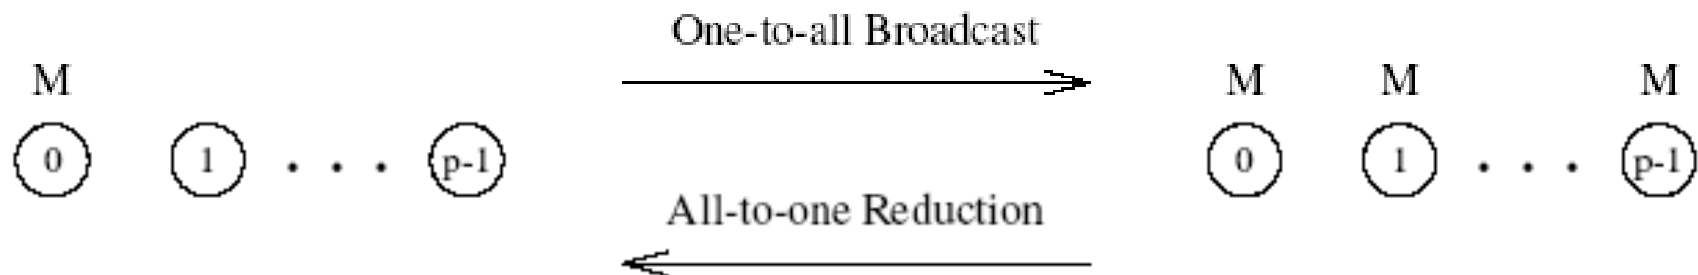 One-to-all Broadcast
M M M M
0 1 . . . p-1 0 1 . . . p-1
All-to-one Reduction